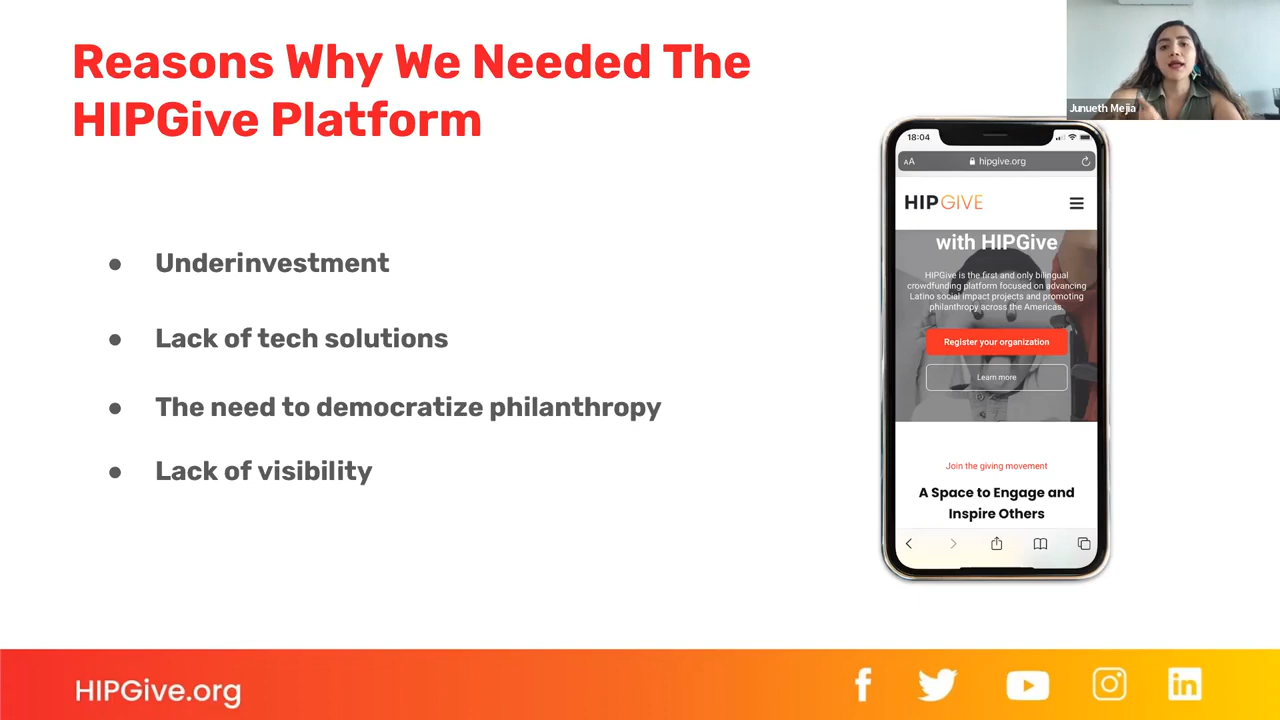 Reasons Why We Needed The
HIPGive Platform
Junueth Mejia
● Underinvestment
● Lack of tech solutions
● The need to democratize philanthropy
● Lack of visibility
18:04
AA hipgive.org
HIPGIVE
with HIPGive
HIPGive is the first and only bilingual
crowdfunding platform focused on advancing
Latino social impact projects and promoting
philanthropy across the Americas.
Register your organization
Learn more
Join the giving movement
A Space to Engage and
Inspire Others
HIPGive.org